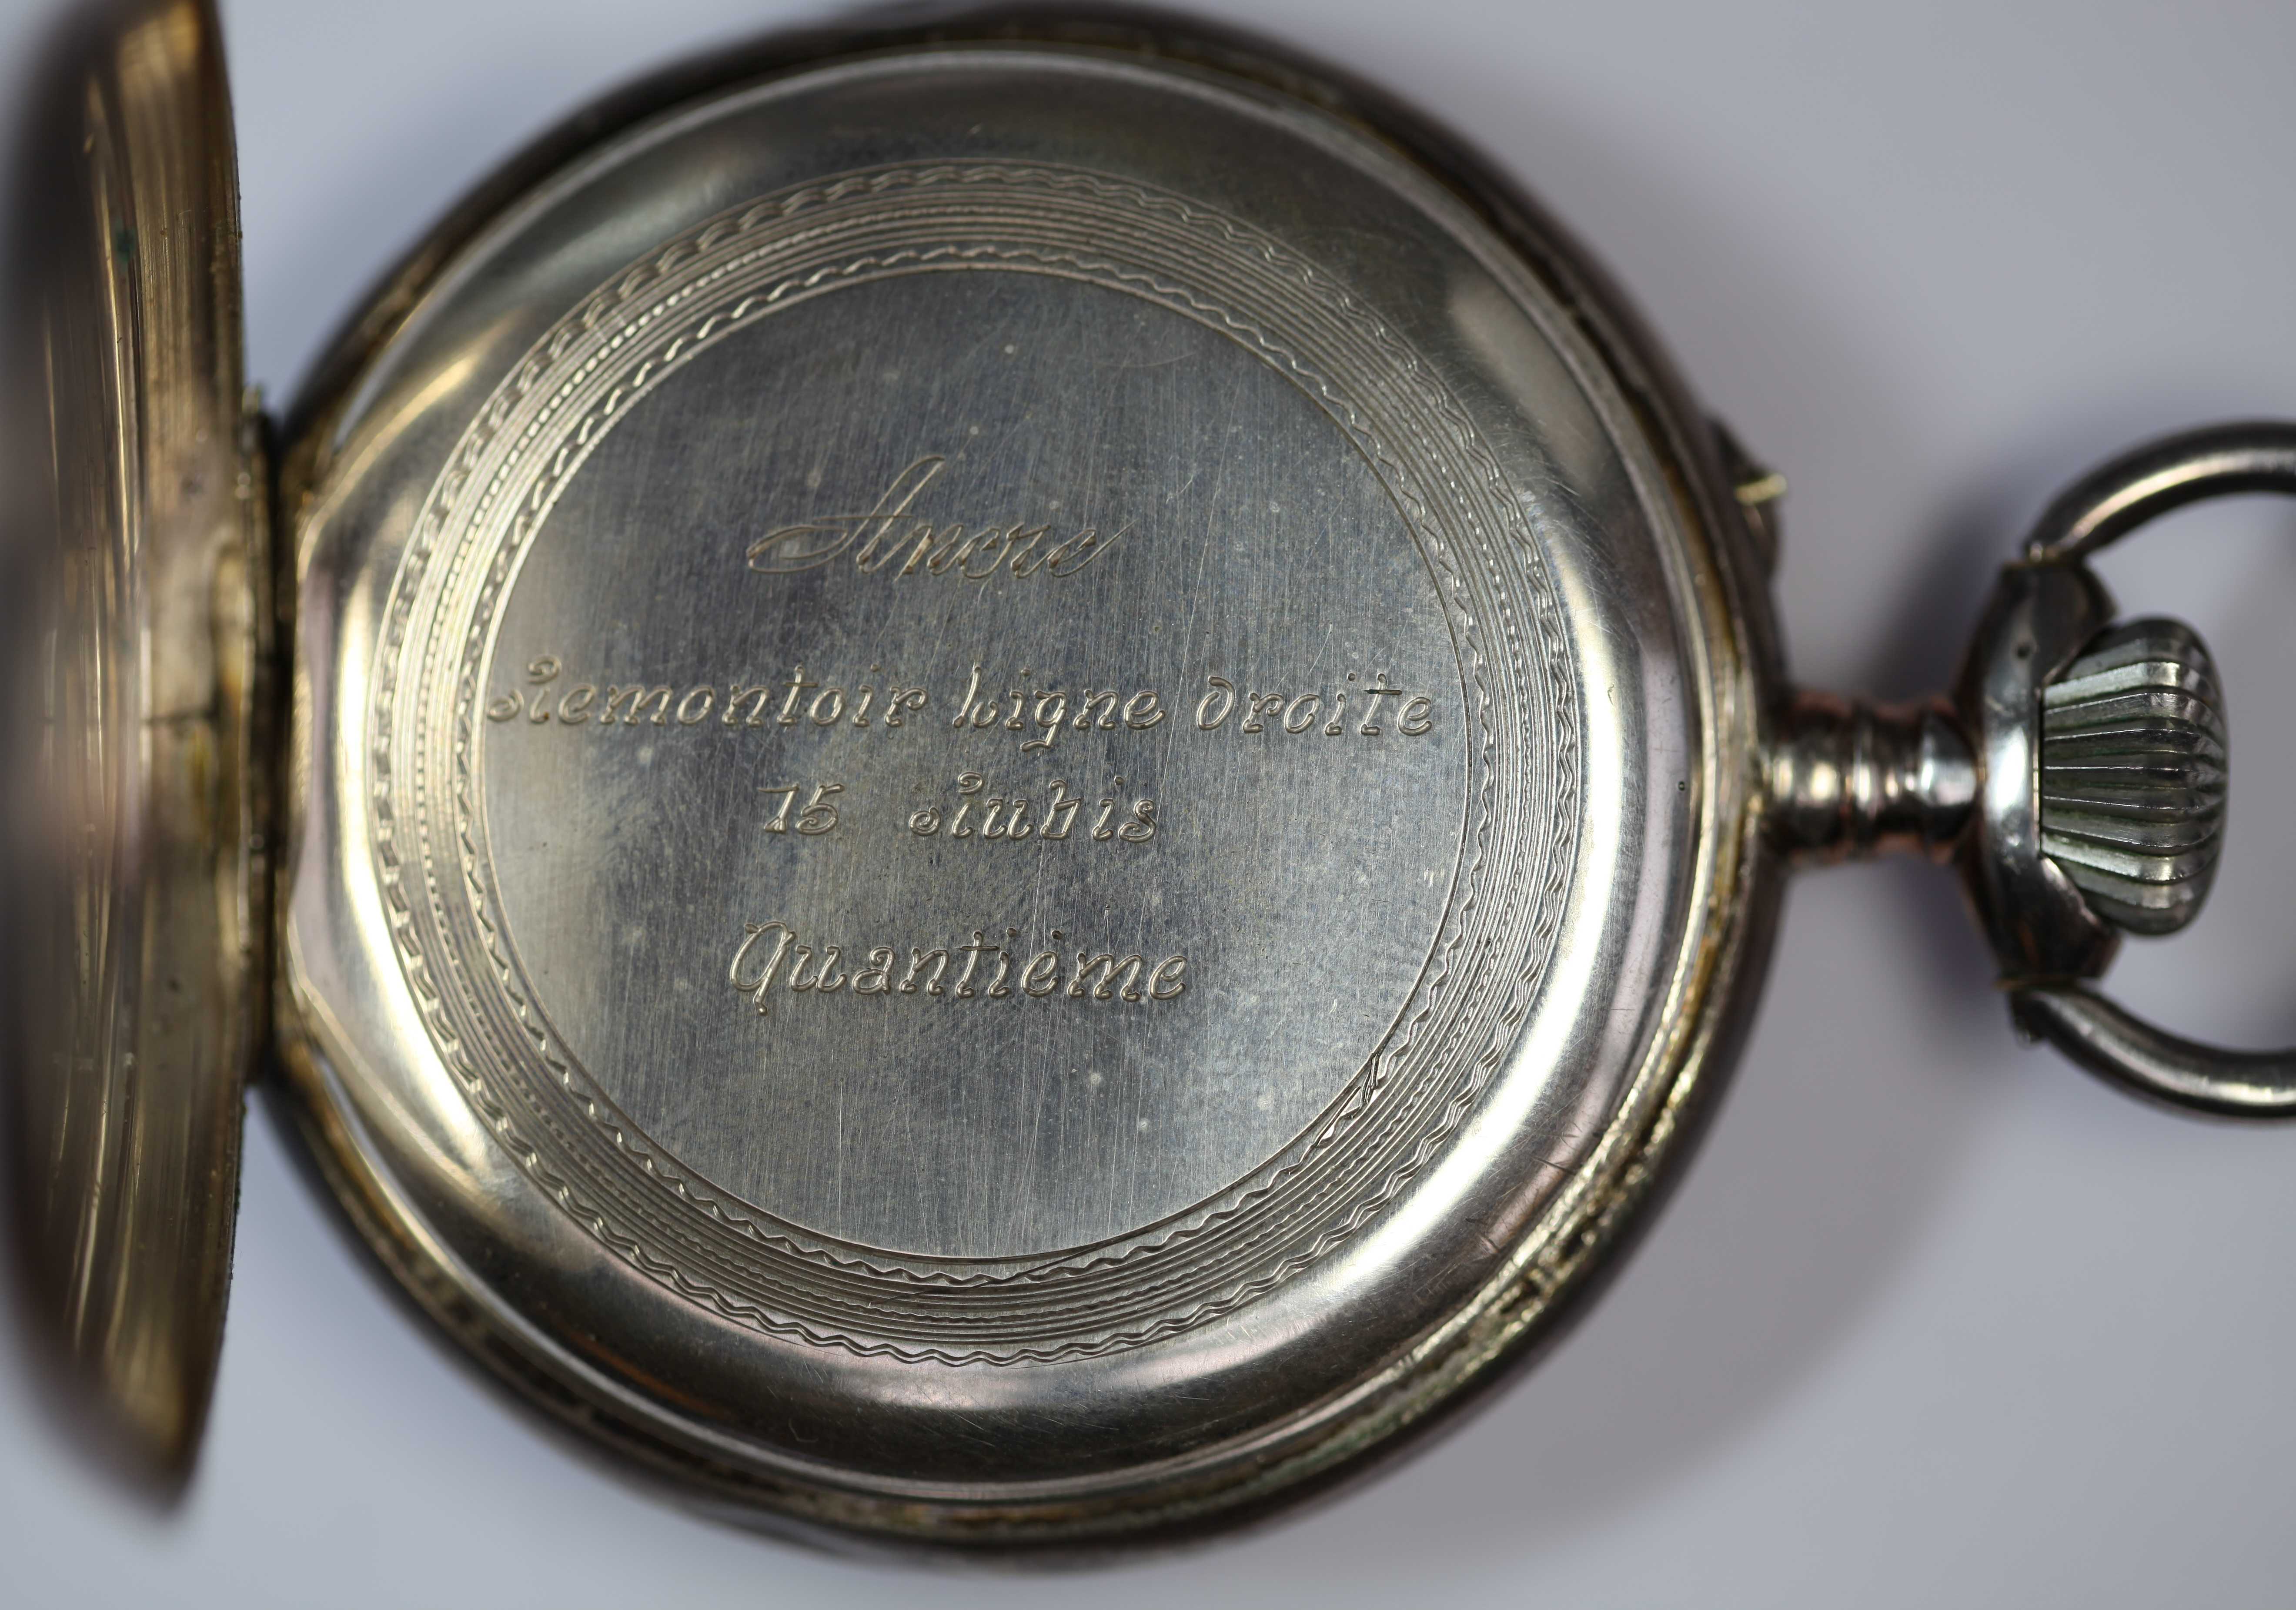 Ancre
Remontoir Ligne Droite
15 Rubis
Quantième